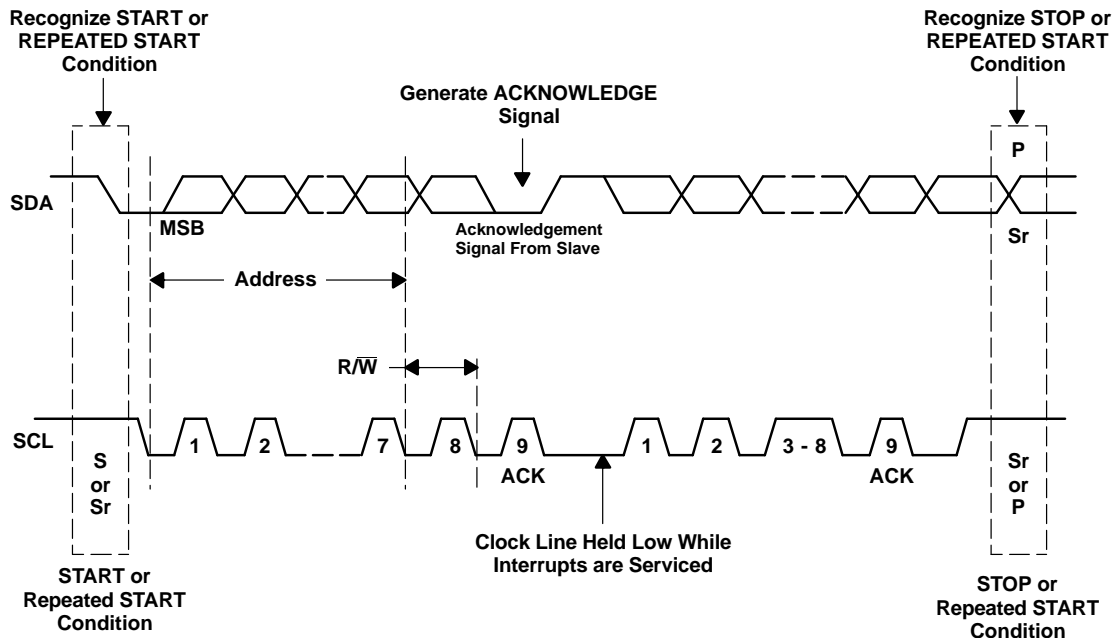 Recognize START or
REPEATED START
Condition
Recognize STOP or
REPEATED START
Condition
Generate ACKNOWLEDGE
Signal
P
SDA
MSB
Acknowledgement
Signal From Slave
Sr
Address
R/W̅
SCL
1
2
7
8
9
1
2
3 - 8
9
ACK
ACK
S
or
Sr
Sr
or
P
Clock Line Held Low While
Interrupts are Serviced
START or
Repeated START
Condition
STOP or
Repeated START
Condition